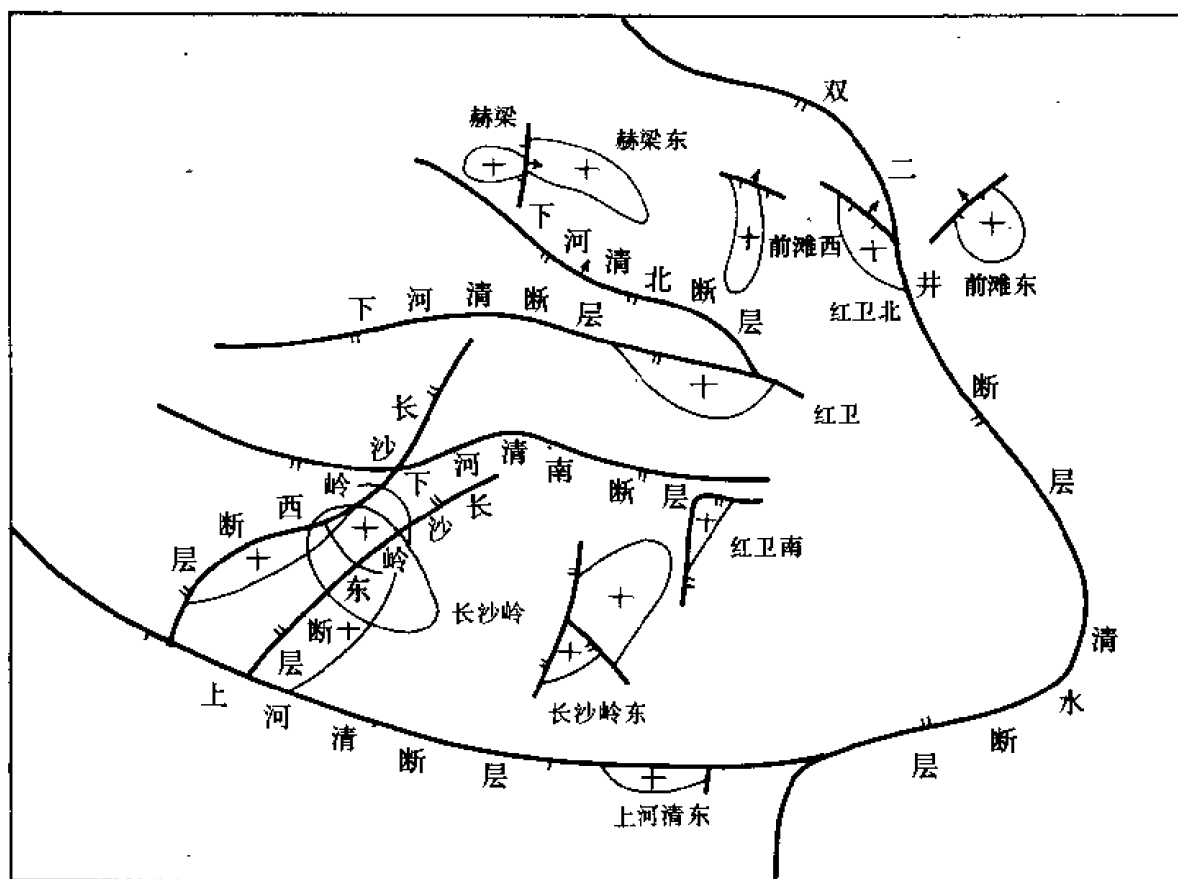 双二井断层
赫梁
赫梁东
下河清北断层
前滩西
红卫北
前滩东
下河清断层
红卫
长沙岭西断层
下河清南断层
长沙岭东断层
红卫南
长沙岭
长沙岭东
清水断层
上河清断层
上河清东